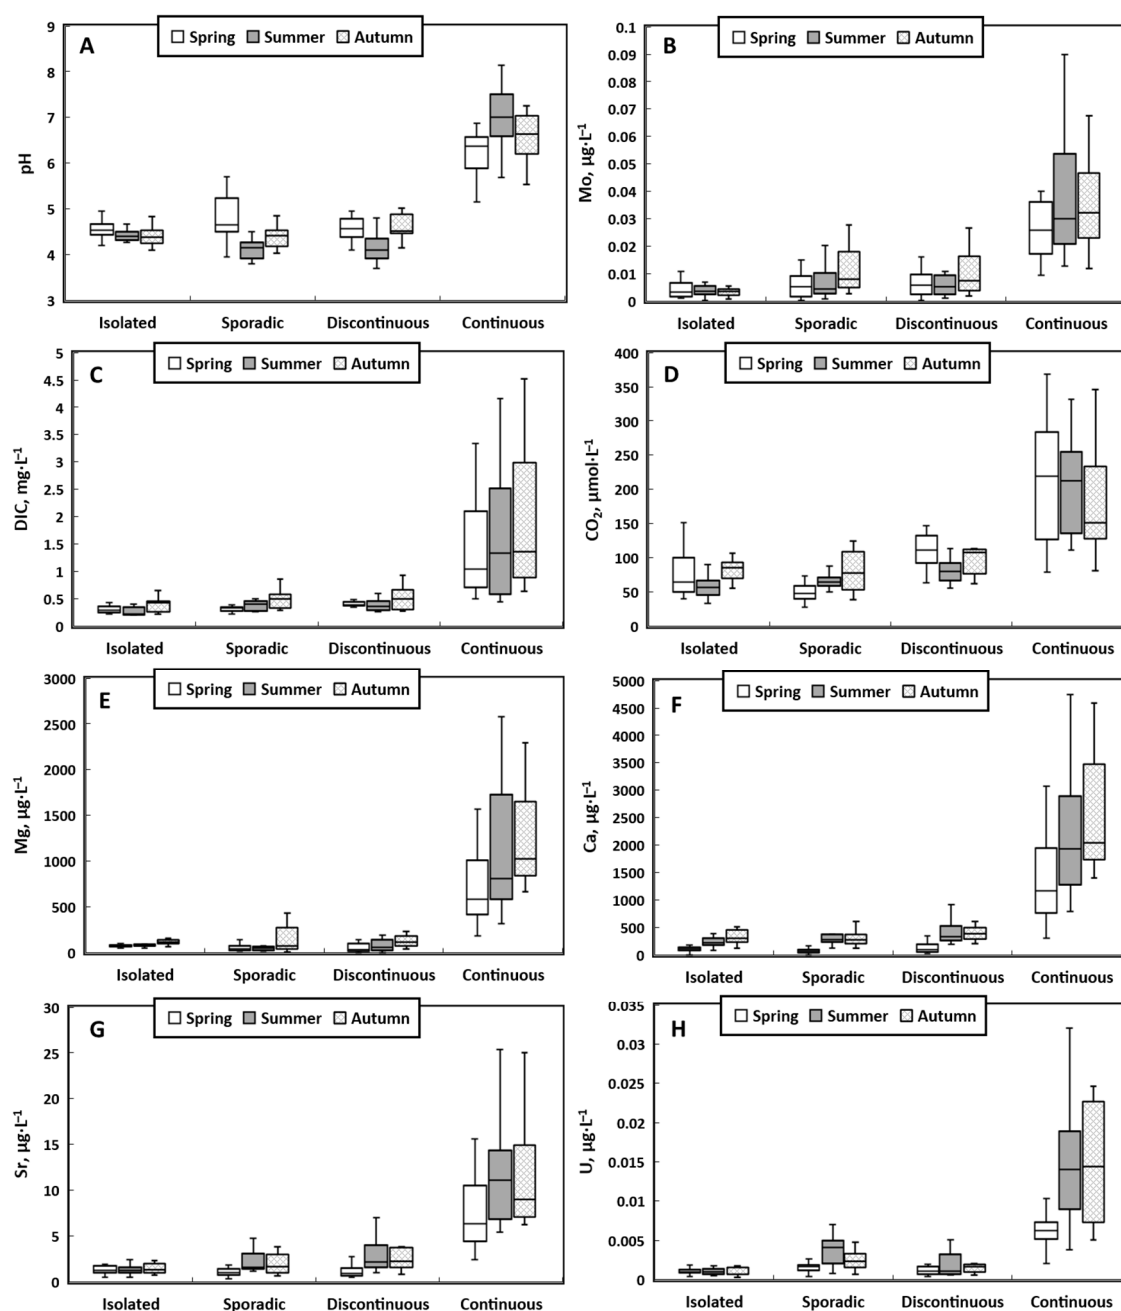 A
Spring Summer Autumn
pH
9
8
7
6
5
4
3
Isolated Sporadic Discontinuous Continuous
B
Spring Summer Autumn
Mo, µg·L⁻¹
0.1
0.09
0.08
0.07
0.06
0.05
0.04
0.03
0.02
0.01
0
Isolated Sporadic Discontinuous Continuous
C
Spring Summer Autumn
DIC, mg·L⁻¹
5
4.5
4
3.5
3
2.5
2
1.5
1
0.5
0
Isolated Sporadic Discontinuous Continuous
D
Spring Summer Autumn
CO₂, µmol·L⁻¹
400
350
300
250
200
150
100
50
0
Isolated Sporadic Discontinuous Continuous
E
Spring Summer Autumn
Mg, µg·L⁻¹
3000
2500
2000
1500
1000
500
0
Isolated Sporadic Discontinuous Continuous
F
Spring Summer Autumn
Ca, µg·L⁻¹
5000
4500
4000
3500
3000
2500
2000
1500
1000
500
0
Isolated Sporadic Discontinuous Continuous
G
Spring Summer Autumn
Sr, µg·L⁻¹
30
25
20
15
10
5
0
Isolated Sporadic Discontinuous Continuous
H
Spring Summer Autumn
U, µg·L⁻¹
0.035
0.03
0.025
0.02
0.015
0.01
0.005
0
Isolated Sporadic Discontinuous Continuous